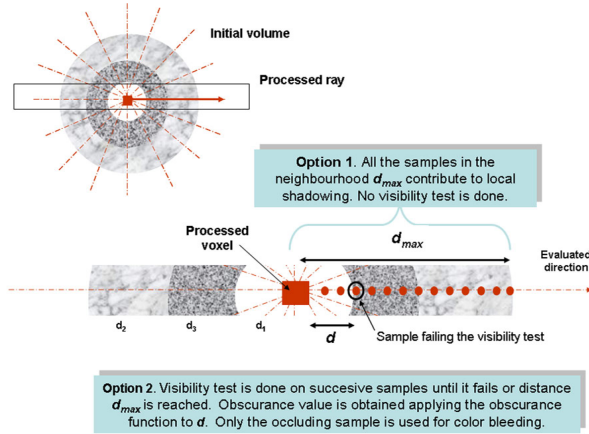 Initial volume
Processed ray
Option 1. All the samples in the
neighbourhood dmax contribute to local
shadowing. No visibility test is done.
Processed
voxel
dmax
Evaluated
direction
d2
d3
d1
d
Sample failing the visibility test
Option 2. Visibility test is done on succesive samples until it fails or distance
dmax is reached. Obscurance value is obtained applying the obscurance
function to d. Only the occluding sample is used for color bleeding.